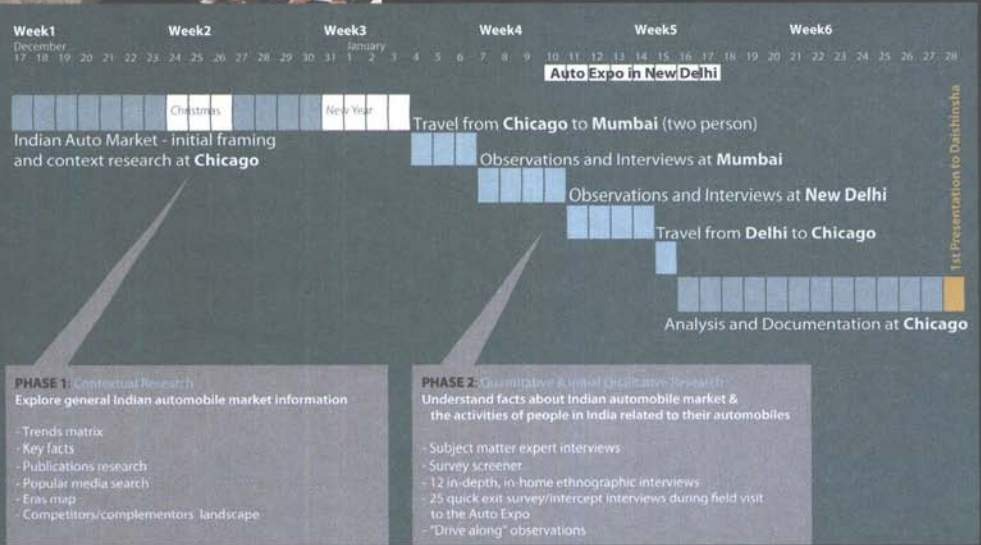 Week1 Week2 Week3 Week4 Week5 Week6
December January
17 18 19 20 21 22 23 24 25 26 27 28 29 30 31 1 2 3 4 5 6 7 8 9 10 11 12 13 14 15 16 17 18 19 20 21 22 23 24 25 26 27 28
Auto Expo in New Delhi
Christmas
New Year
Indian Auto Market - initial framing
and context research at Chicago
Travel from Chicago to Mumbai (two person)
Observations and Interviews at Mumbai
Observations and Interviews at New Delhi
Travel from Delhi to Chicago
Analysis and Documentation at Chicago
1st Presentation to Daishinsha
PHASE 1: Contextual Research
Explore general Indian automobile market information
- Trends matrix
- Key facts
- Publications research
- Popular media search
- Eras map
- Competitors/complementors landscape
PHASE 2: Quantitative & Initial Qualitative Research
Understand facts about Indian automobile market &
the activities of people in India related to their automobiles
- Subject matter expert interviews
- Survey screener
- 12 in-depth, in-home ethnographic interviews
- 25 quick exit survey/intercept interviews during field visit
to the Auto Expo
- "Drive along" observations